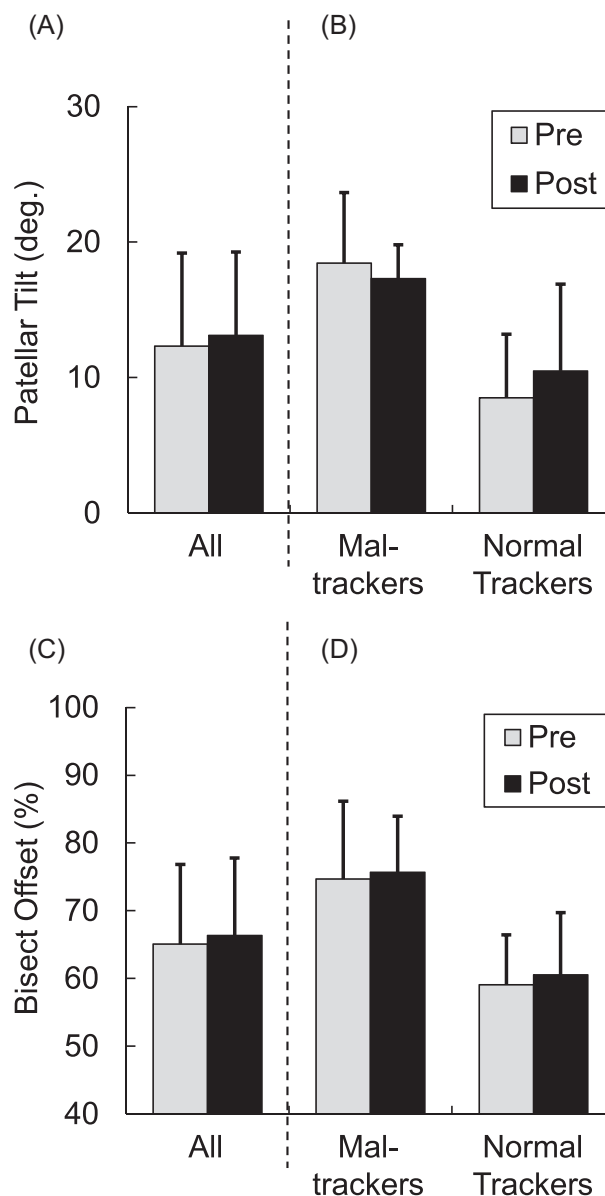 (A)
(B)
Patellar Tilt (deg.)
30
20
10
0
Pre
Post
All
Mal-
trackers
Normal
Trackers
(C)
(D)
Bisect Offset (%)
100
90
80
70
60
50
40
Pre
Post
All
Mal-
trackers
Normal
Trackers